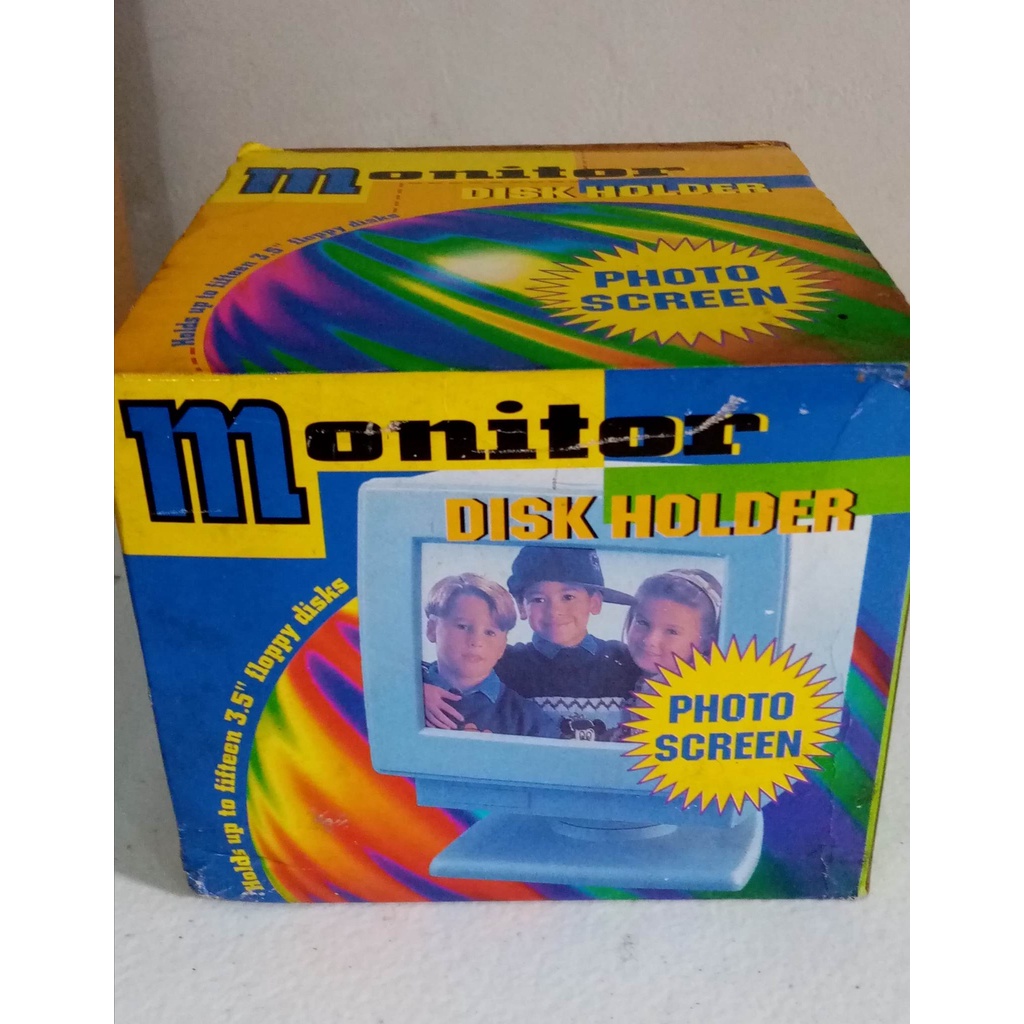 Monitor
DISK HOLDER
Holds up to fifteen 3.5" floppy disks
PHOTO
SCREEN
Monitor
DISK HOLDER
Holds up to fifteen 3.5" floppy disks
PHOTO
SCREEN